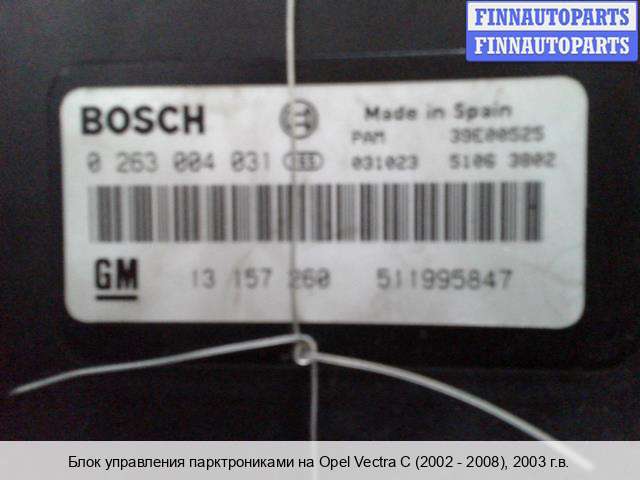 FINNAUTOPARTS
FINNAUTOPARTS
BOSCH Made in Spain
PAM 39E00525
0 263 004 031 031023 5106 3802
GM 13 157 260 511995847
Блок управления парктрониками на Opel Vectra C (2002 - 2008), 2003 г.в.